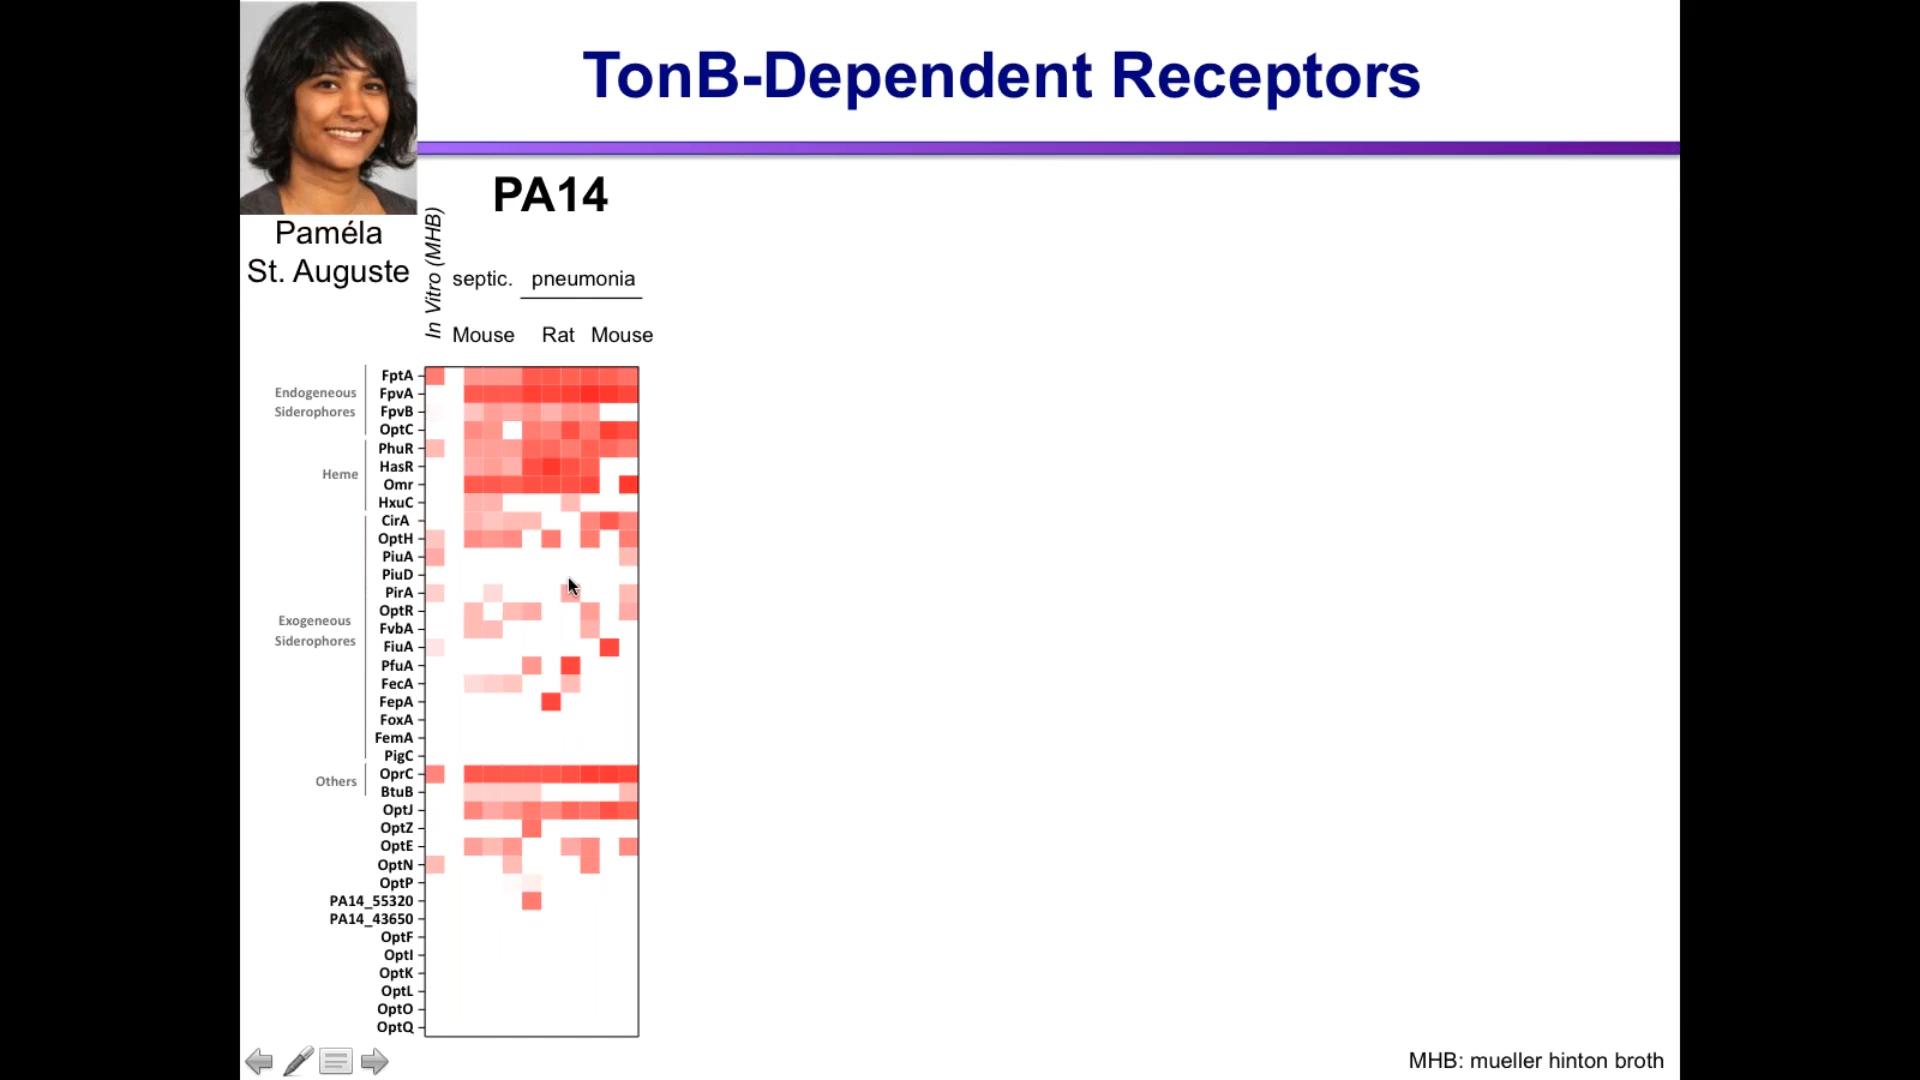 TonB-Dependent Receptors
Paméla
St. Auguste
PA14
In Vitro (MHB)
septic.
pneumonia
Mouse
Rat
Mouse
Endogeneous
Siderophores
Heme
Exogeneous
Siderophores
Others
FptA
FpvA
FpvB
OptC
PhuR
HasR
Omr
HxuC
CirA
OptH
PiuA
PiuD
PirA
OptR
FvbA
FiuA
PfuA
FecA
FepA
FoxA
FemA
PigC
OprC
BtuB
OptJ
OptZ
OptE
OptN
OptP
PA14_55320
PA14_43650
OptF
OptI
OptK
OptL
OptO
OptQ
MHB: mueller hinton broth